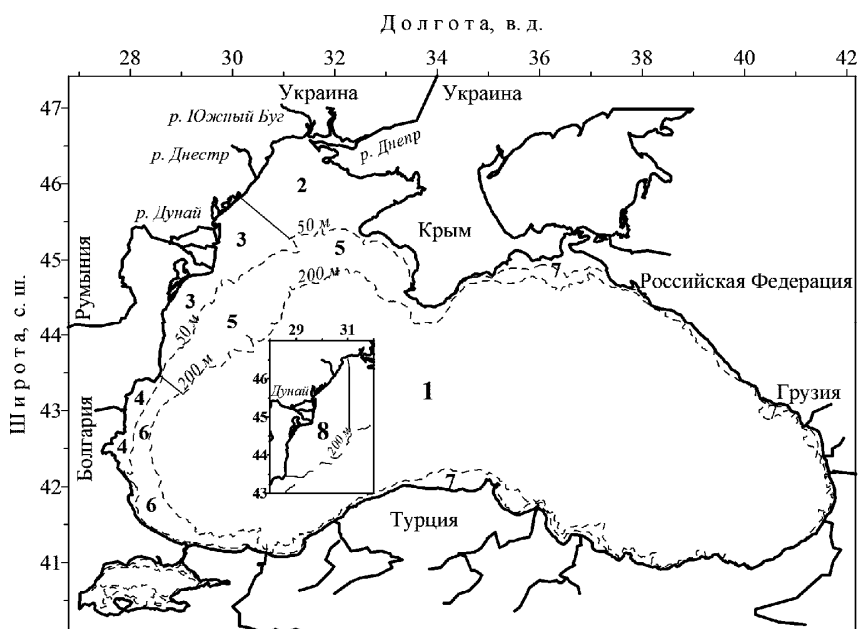 Долгота, в. д.
28 30 32 34 36 38 40 42
47
46
45
44
43
42
41
Широта, с. ш.
Украина Украина
р. Южный Буг
р. Днепр
р. Днестр
2
р. Дунай
50 м
Крым
3
5
7
Румыния
200 м
Российская Федерация
3
5
50 м
29 31
200 м
46
1
Грузия
4
Дунай
45
8
Болгария
4
6
200 м
44
43
7
6
Турция